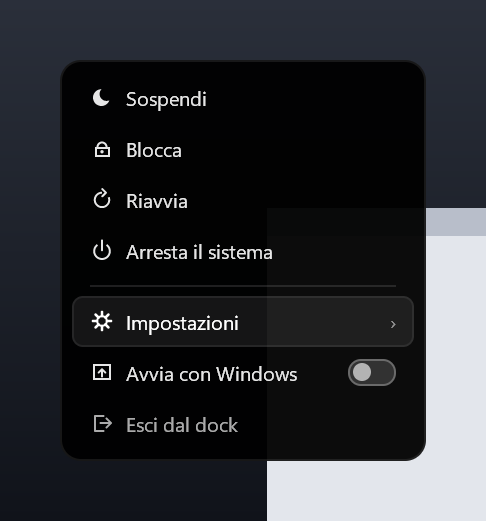 Sospendi
Blocca
Riavvia
Arresta il sistema
Impostazioni
Avvia con Windows
Esci dal dock